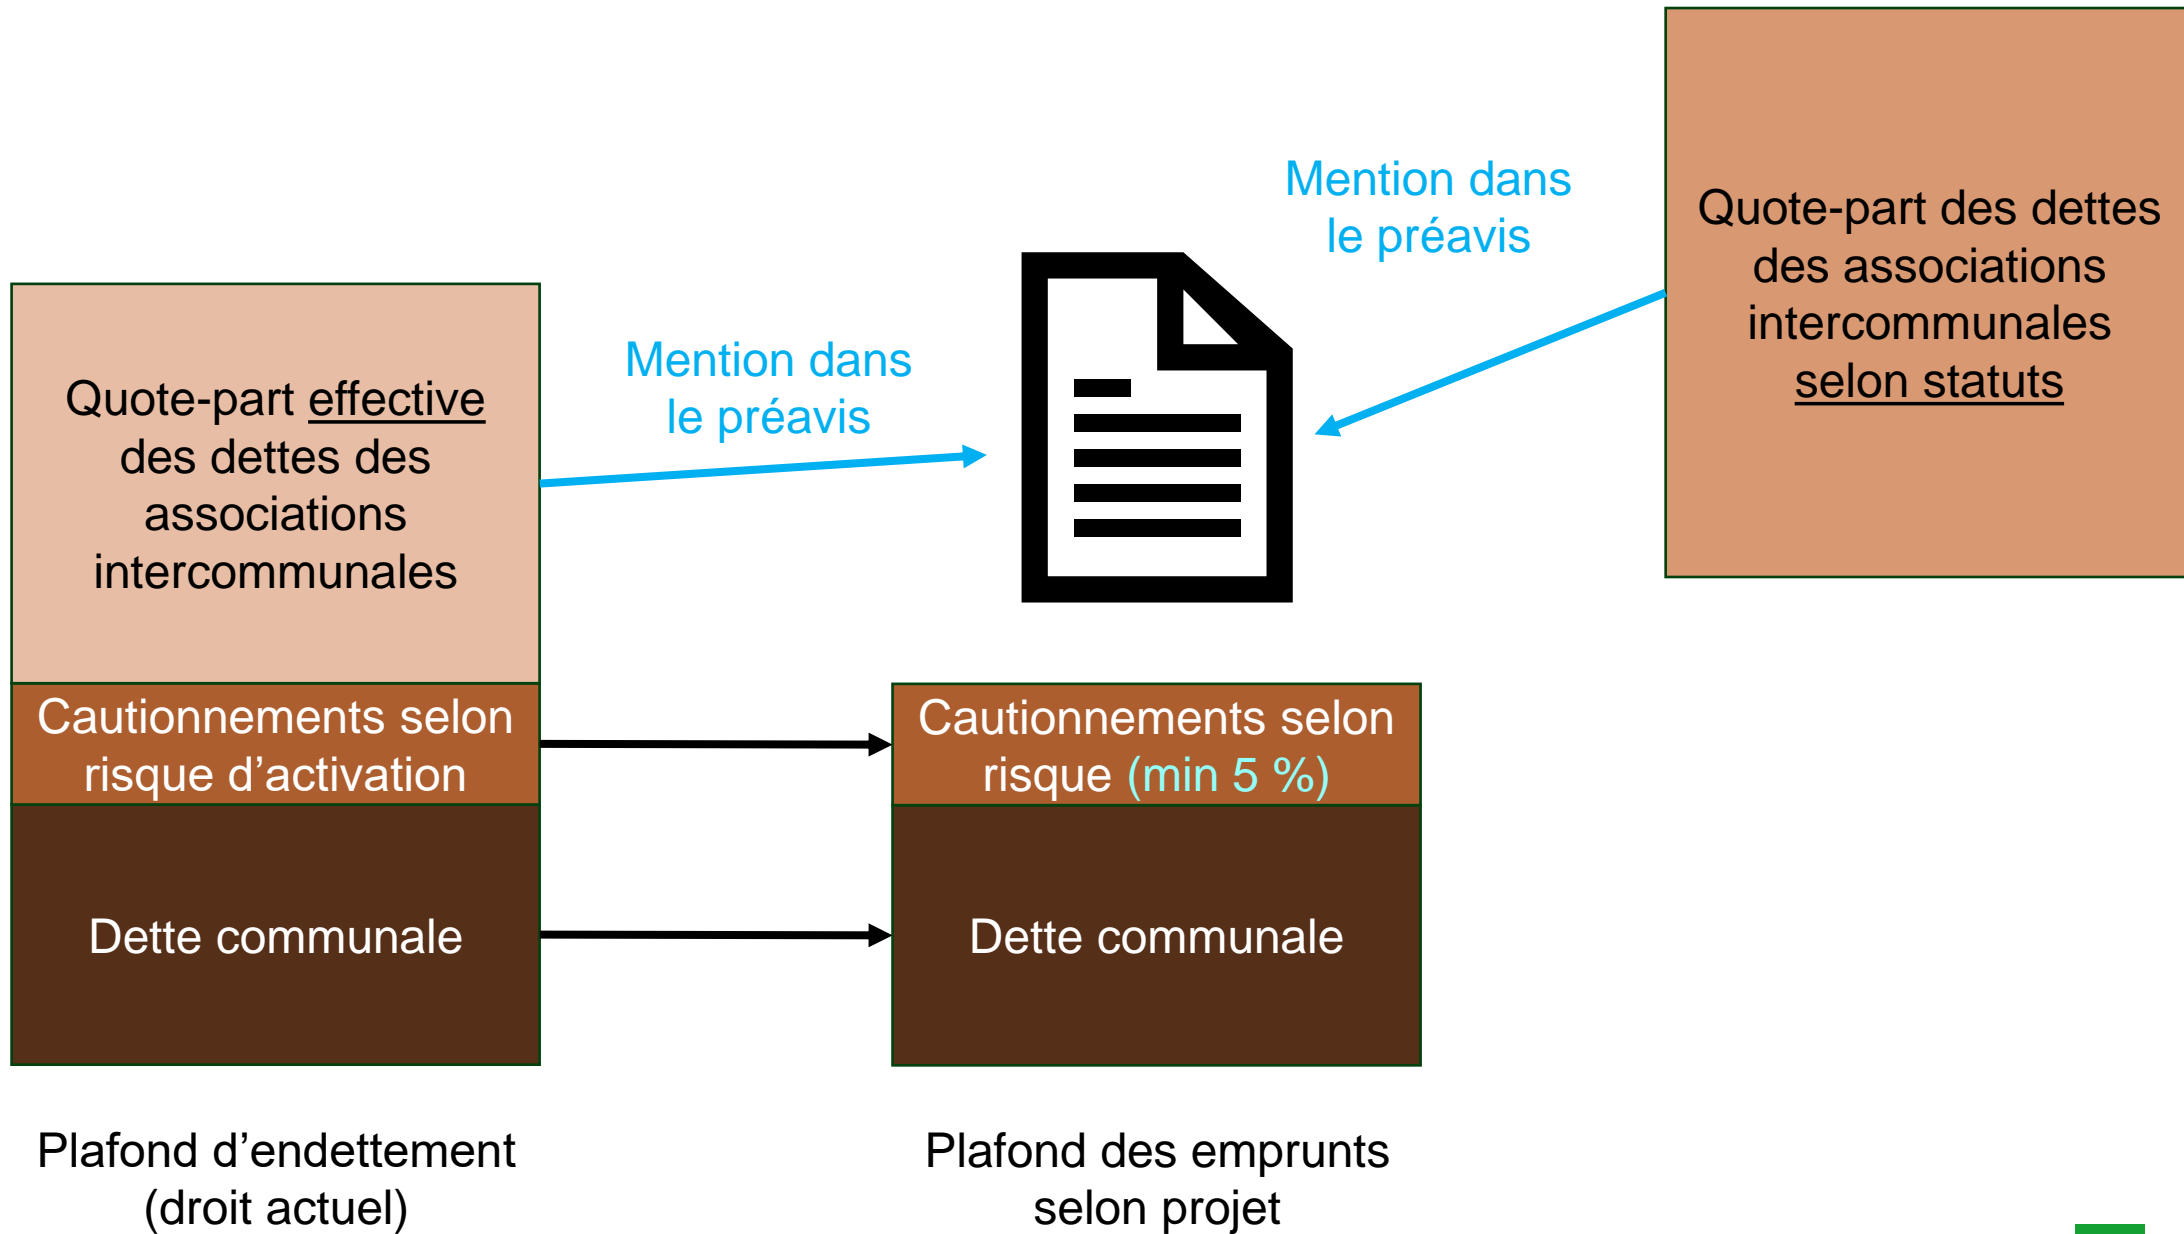 Quote-part effective
des dettes des
associations
intercommunales
Cautionnements selon
risque d’activation
Dette communale
Plafond d’endettement
(droit actuel)
Mention dans
le préavis
Cautionnements selon
risque (min 5 %)
Dette communale
Plafond des emprunts
selon projet
Mention dans
le préavis
Quote-part des dettes
des associations
intercommunales
selon statuts